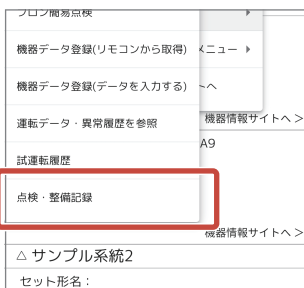 フロン簡易点検
機器データ登録(リモコンから取得)
メニュー
機器データ登録(データを入力する)
へ
運転データ・異常履歴を参照
機器情報サイトへ >
A9
試運転履歴
点検・整備記録
機器情報サイトへ >
△ サンプル系統2
セット形名：